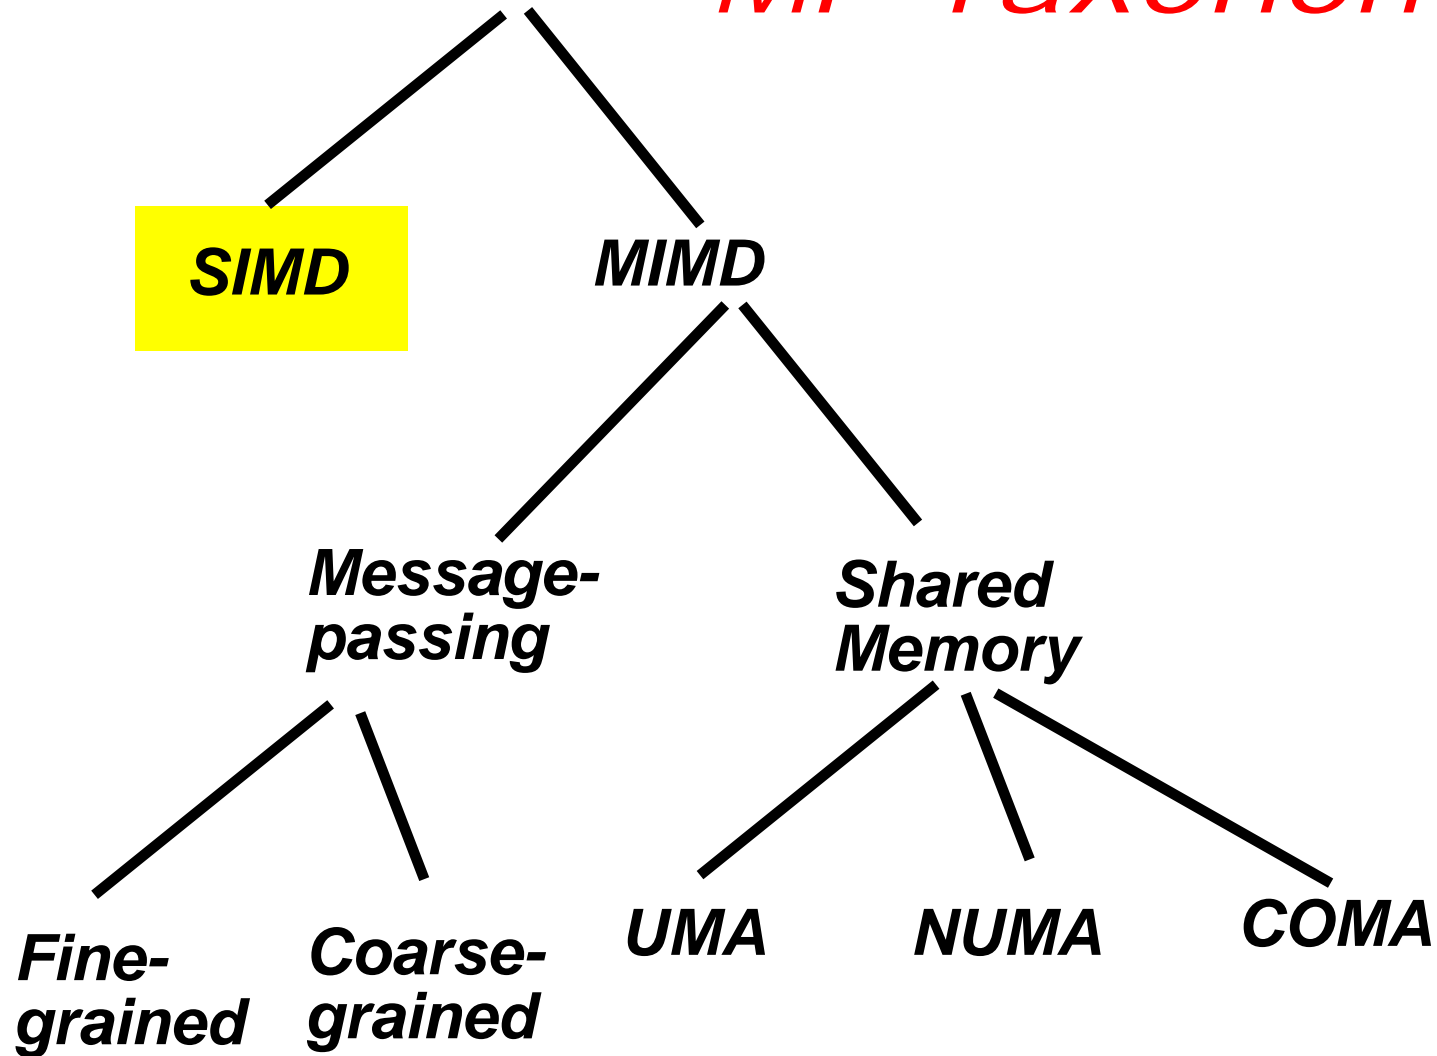 SIMD
MIMD
Message-
passing
Shared
Memory
Fine-
grained
Coarse-
grained
UMA
NUMA
COMA